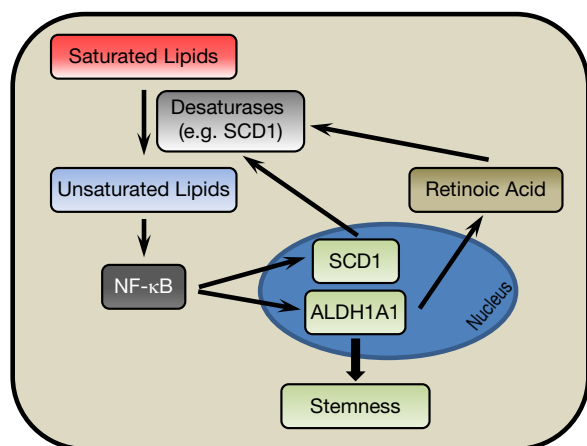 Saturated Lipids
Desaturases
(e.g. SCD1)
Unsaturated Lipids
Retinoic Acid
SCD1
NF-κB
ALDH1A1
Nucleus
Stemness